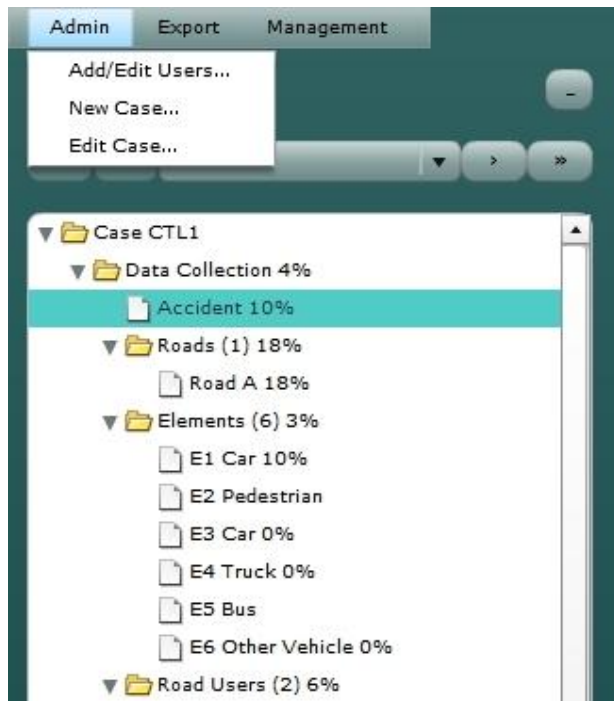 Admin Export Management
Add/Edit Users...
New Case...
Edit Case...
Case CTL1
Data Collection 4%
Accident 10%
Roads (1) 18%
Road A 18%
Elements (6) 3%
E1 Car 10%
E2 Pedestrian
E3 Car 0%
E4 Truck 0%
E5 Bus
E6 Other Vehicle 0%
Road Users (2) 6%